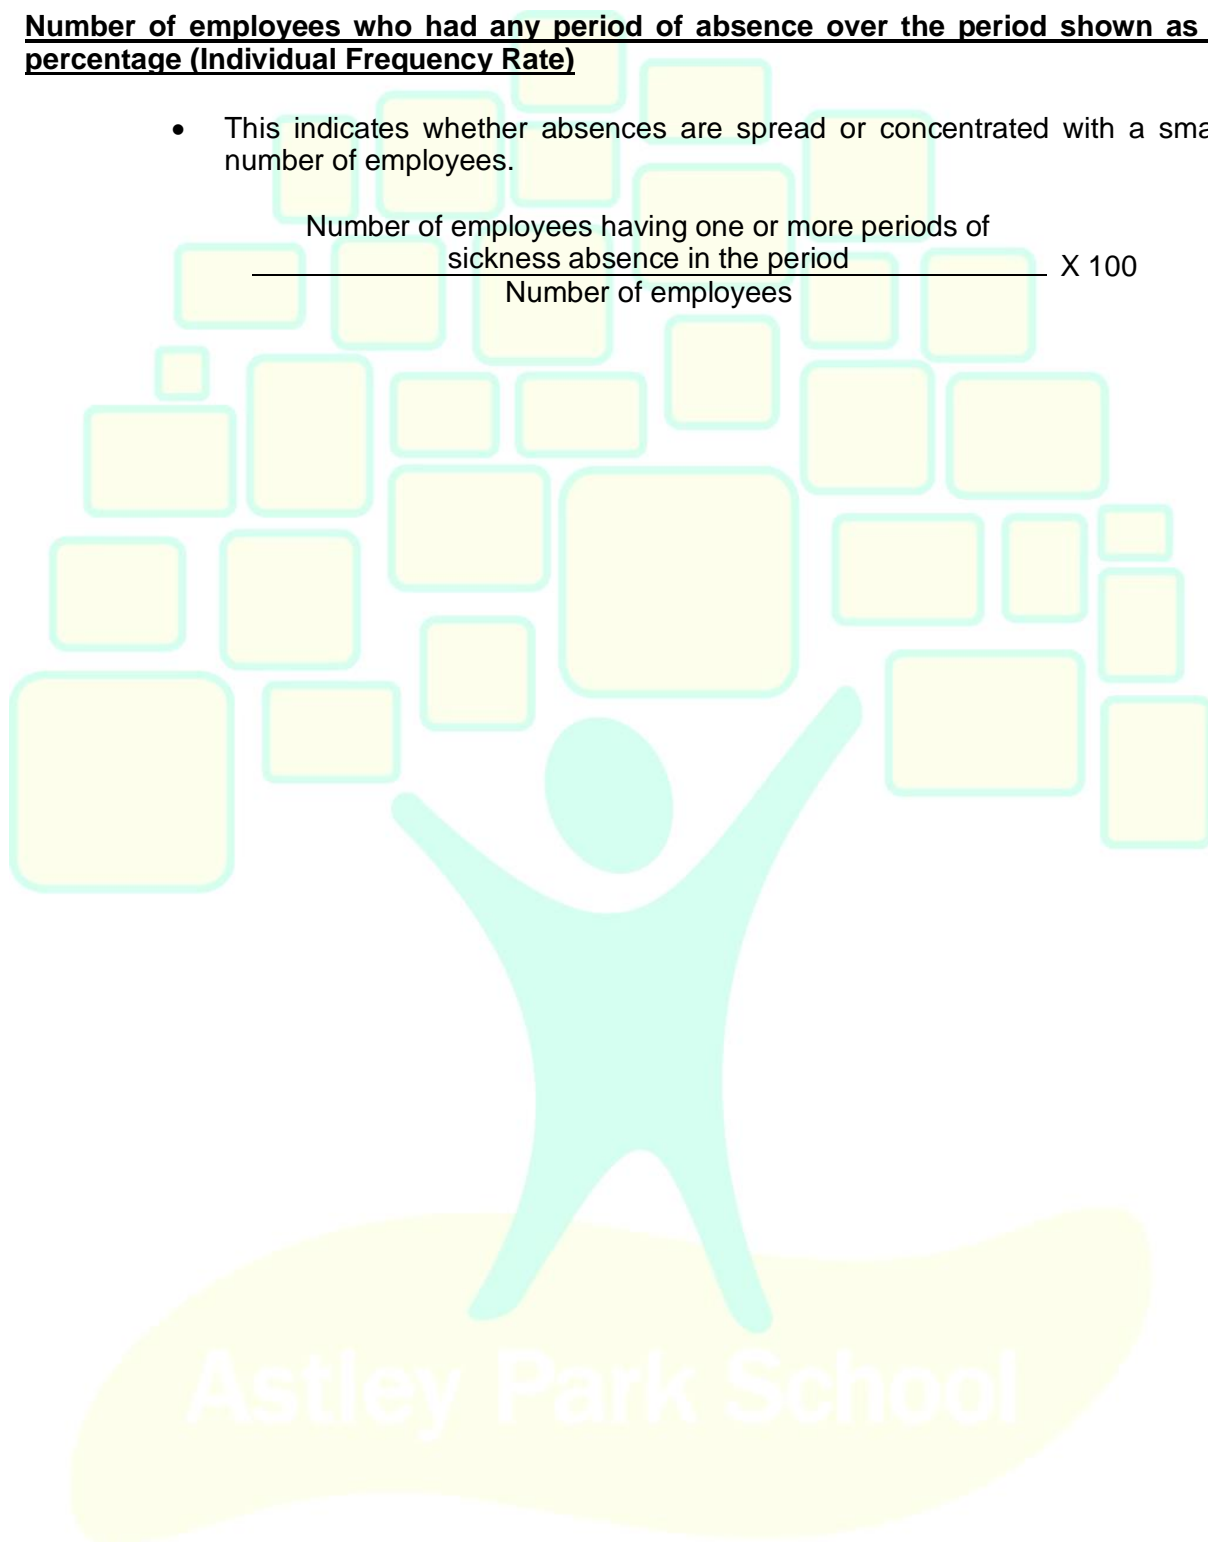 Number of employees who had any period of absence over the period shown as
percentage (Individual Frequency Rate)
• This indicates whether absences are spread or concentrated with a sma
number of employees.
Number of employees having one or more periods of
sickness absence in the period
X 100
Number of employees
Astley Park School